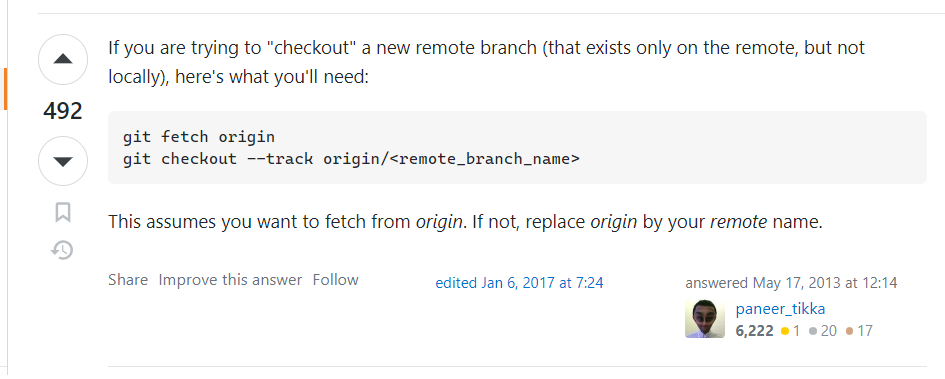 If you are trying to "checkout" a new remote branch (that exists only on the remote, but not
locally), here's what you'll need:
492
git fetch origin
git checkout --track origin/<remote_branch_name>
This assumes you want to fetch from origin. If not, replace origin by your remote name.
Share Improve this answer Follow
edited Jan 6, 2017 at 7:24
answered May 17, 2013 at 12:14
paneer_tikka
6,222 1 20 17